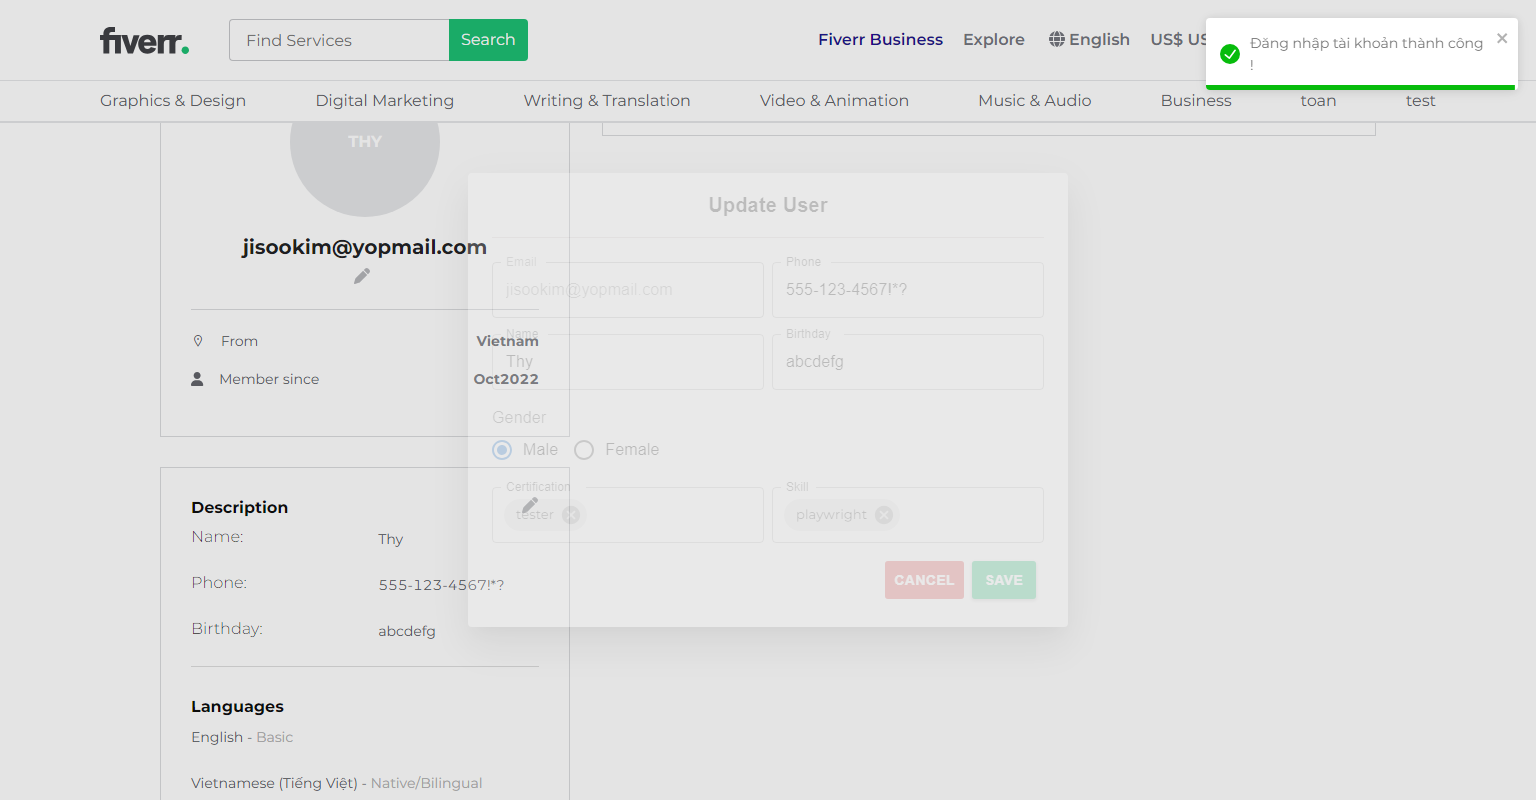 fiverr.
Find Services
Search
Fiverr Business
Explore
English
US$ US
Đăng nhập tài khoản thành công
!
Graphics & Design
Digital Marketing
Writing & Translation
Video & Animation
Music & Audio
Business
toan
test
THY
jisookim@yopmail.com
From
Vietnam
Member since
Oct2022
Description
Name:
Thy
Phone:
555-123-4567!*?
Birthday:
abcdefg
Languages
English - Basic
Vietnamese (Tiếng Việt) - Native/Bilingual
Update User
Email
jisookim@yopmail.com
Phone
555-123-4567!*?
Name
Thy
Birthday
abcdefg
Gender
Male
Female
Certification
tester
Skill
playwright
CANCEL
SAVE